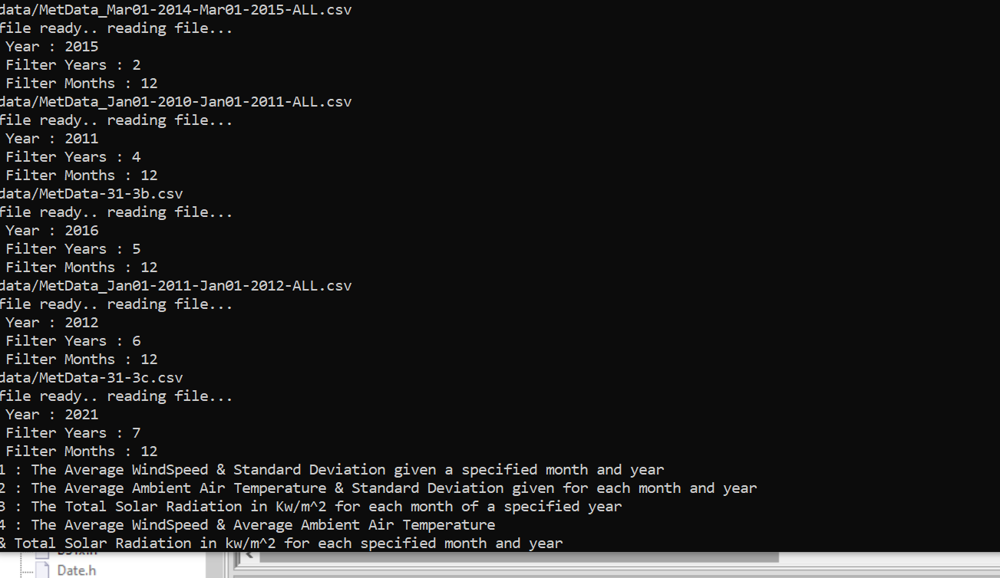 data/MetData_Mar01-2014-Mar01-2015-ALL.csv
file ready.. reading file...
Year : 2015
Filter Years : 2
Filter Months : 12
data/MetData_Jan01-2010-Jan01-2011-ALL.csv
file ready.. reading file...
Year : 2011
Filter Years : 4
Filter Months : 12
data/MetData-31-3b.csv
file ready.. reading file...
Year : 2016
Filter Years : 5
Filter Months : 12
data/MetData_Jan01-2011-Jan01-2012-ALL.csv
file ready.. reading file...
Year : 2012
Filter Years : 6
Filter Months : 12
data/MetData-31-3c.csv
file ready.. reading file...
Year : 2021
Filter Years : 7
Filter Months : 12
1 : The Average WindSpeed & Standard Deviation given a specified month and year
2 : The Average Ambient Air Temperature & Standard Deviation given for each month and year
3 : The Total Solar Radiation in Kw/m^2 for each month of a specified year
4 : The Average WindSpeed & Average Ambient Air Temperature
& Total Solar Radiation in kw/m^2 for each specified month and year
Date.h